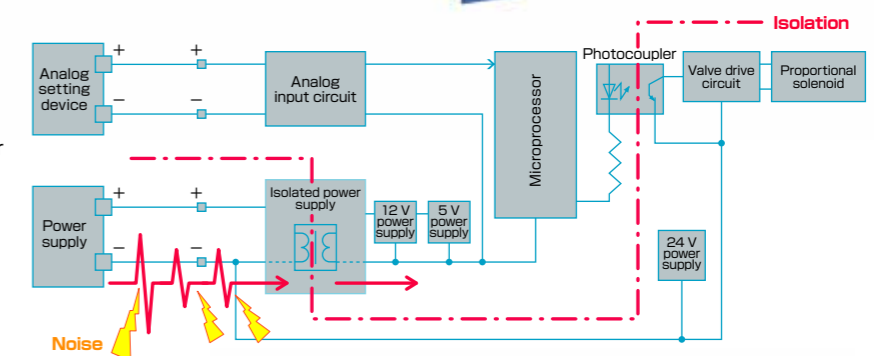 Isolation
Photocoupler
Analog
setting
device
+
−
+
−
Analog
input circuit
Microprocessor
Valve drive
circuit
Proportional
solenoid
Power
supply
+
−
+
−
Isolated power
supply
12 V
power
supply
5 V
power
supply
24 V
power
supply
Noise